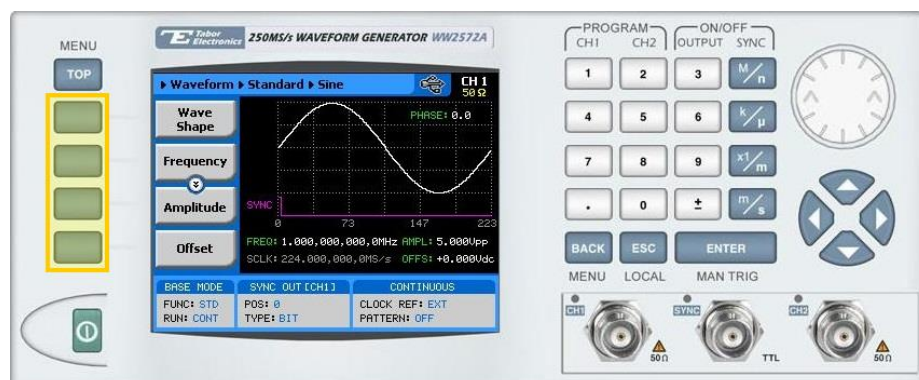 MENU
TOP
Tabor Electronics 250MS/s WAVEFORM GENERATOR WW2572A
Waveform Standard Sine
CH 1
50 Ω
Wave
Shape
Frequency
Amplitude
Offset
PHASE: 0.0
SYNC
0 73 147 223
FREQ: 1.000,000,000,0MHz AMPL: 5.000Vpp
SCLK: 224.000,000,0MS/s OFFS: +0.000Vdc
BASE MODE SYNC OUT [CH1] CONTINUOUS
FUNC: STD POS: 0 CLOCK REF: EXT
RUN: CONT TYPE: BIT PATTERN: OFF
PROGRAM ON/OFF
CH1 CH2 OUTPUT SYNC
1 2 3 M/n
4 5 6 k/µ
7 8 9 x1/m
. 0 ± m/s
BACK ESC ENTER
MENU LOCAL MAN TRIG
CH1 SYNC CH2
50Ω TTL 50Ω